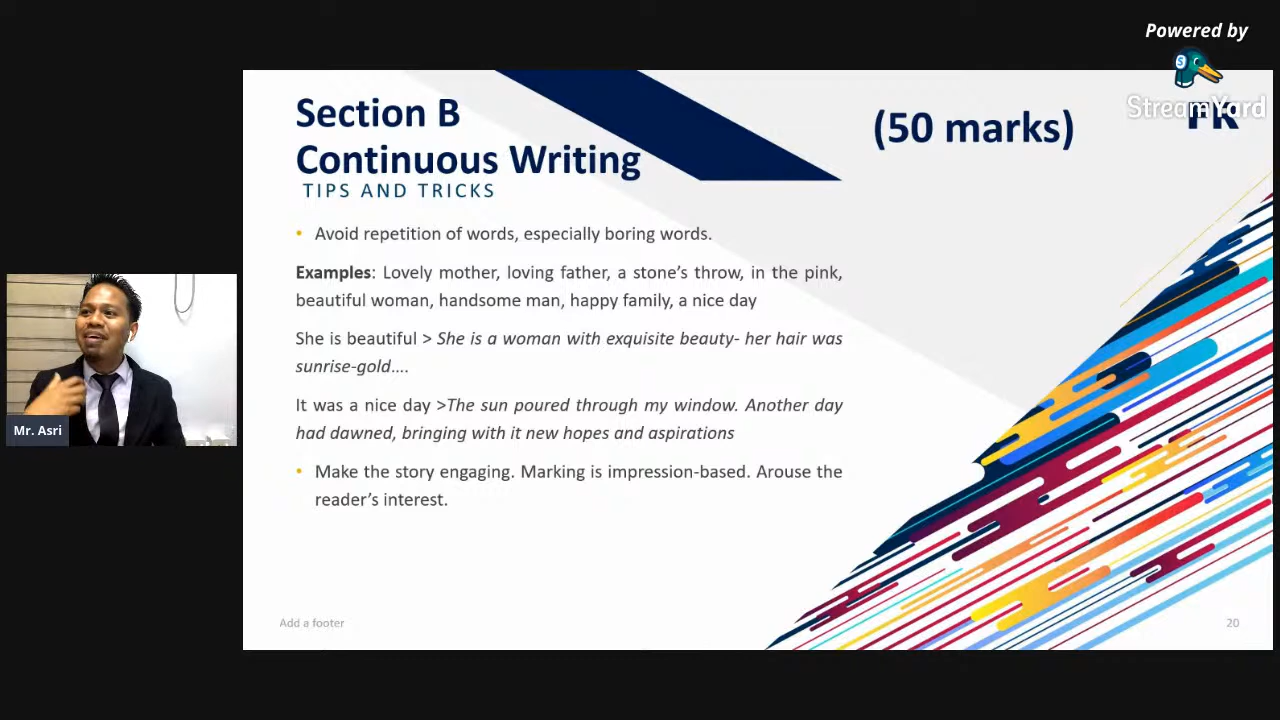 Powered by
StreamYard
Section B
(50 marks)
FR
Continuous Writing
TIPS AND TRICKS
• Avoid repetition of words, especially boring words.
Examples: Lovely mother, loving father, a stone's throw, in the pink,
beautiful woman, handsome man, happy family, a nice day
She is beautiful > She is a woman with exquisite beauty- her hair was
sunrise-gold....
It was a nice day >The sun poured through my window. Another day
had dawned, bringing with it new hopes and aspirations
• Make the story engaging. Marking is impression-based. Arouse the
reader's interest.
Mr. Asri
Add a footer
20